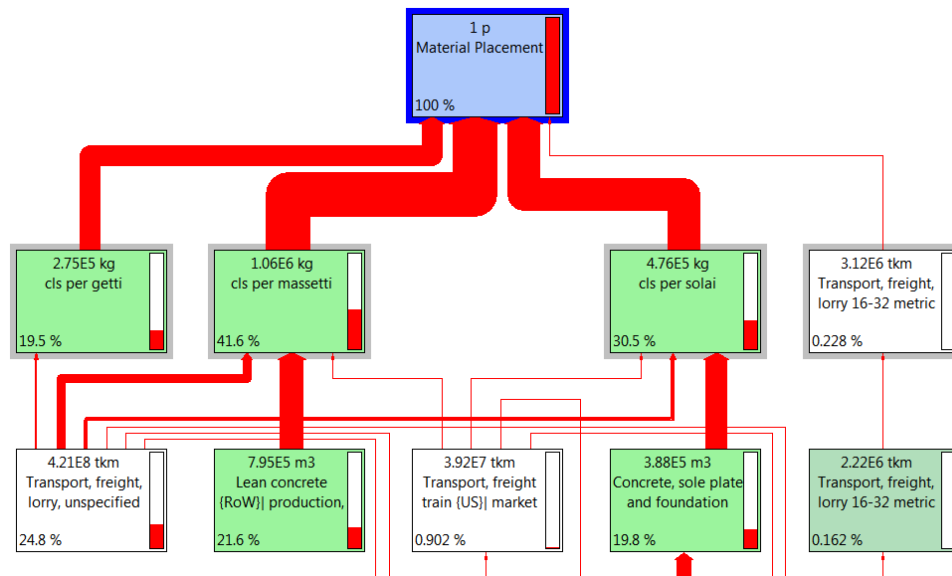 1 p
Material Placement
100 %
2.75E5 kg
cls per getti
19.5 %
1.06E6 kg
cls per massetti
41.6 %
4.76E5 kg
cls per solai
30.5 %
3.12E6 tkm
Transport, freight,
lorry 16-32 metric
0.228 %
4.21E8 tkm
Transport, freight,
lorry, unspecified
24.8 %
7.95E5 m3
Lean concrete
{RoW}| production,
21.6 %
3.92E7 tkm
Transport, freight
train {US}| market
0.902 %
3.88E5 m3
Concrete, sole plate
and foundation
19.8 %
2.22E6 tkm
Transport, freight,
lorry 16-32 metric
0.162 %